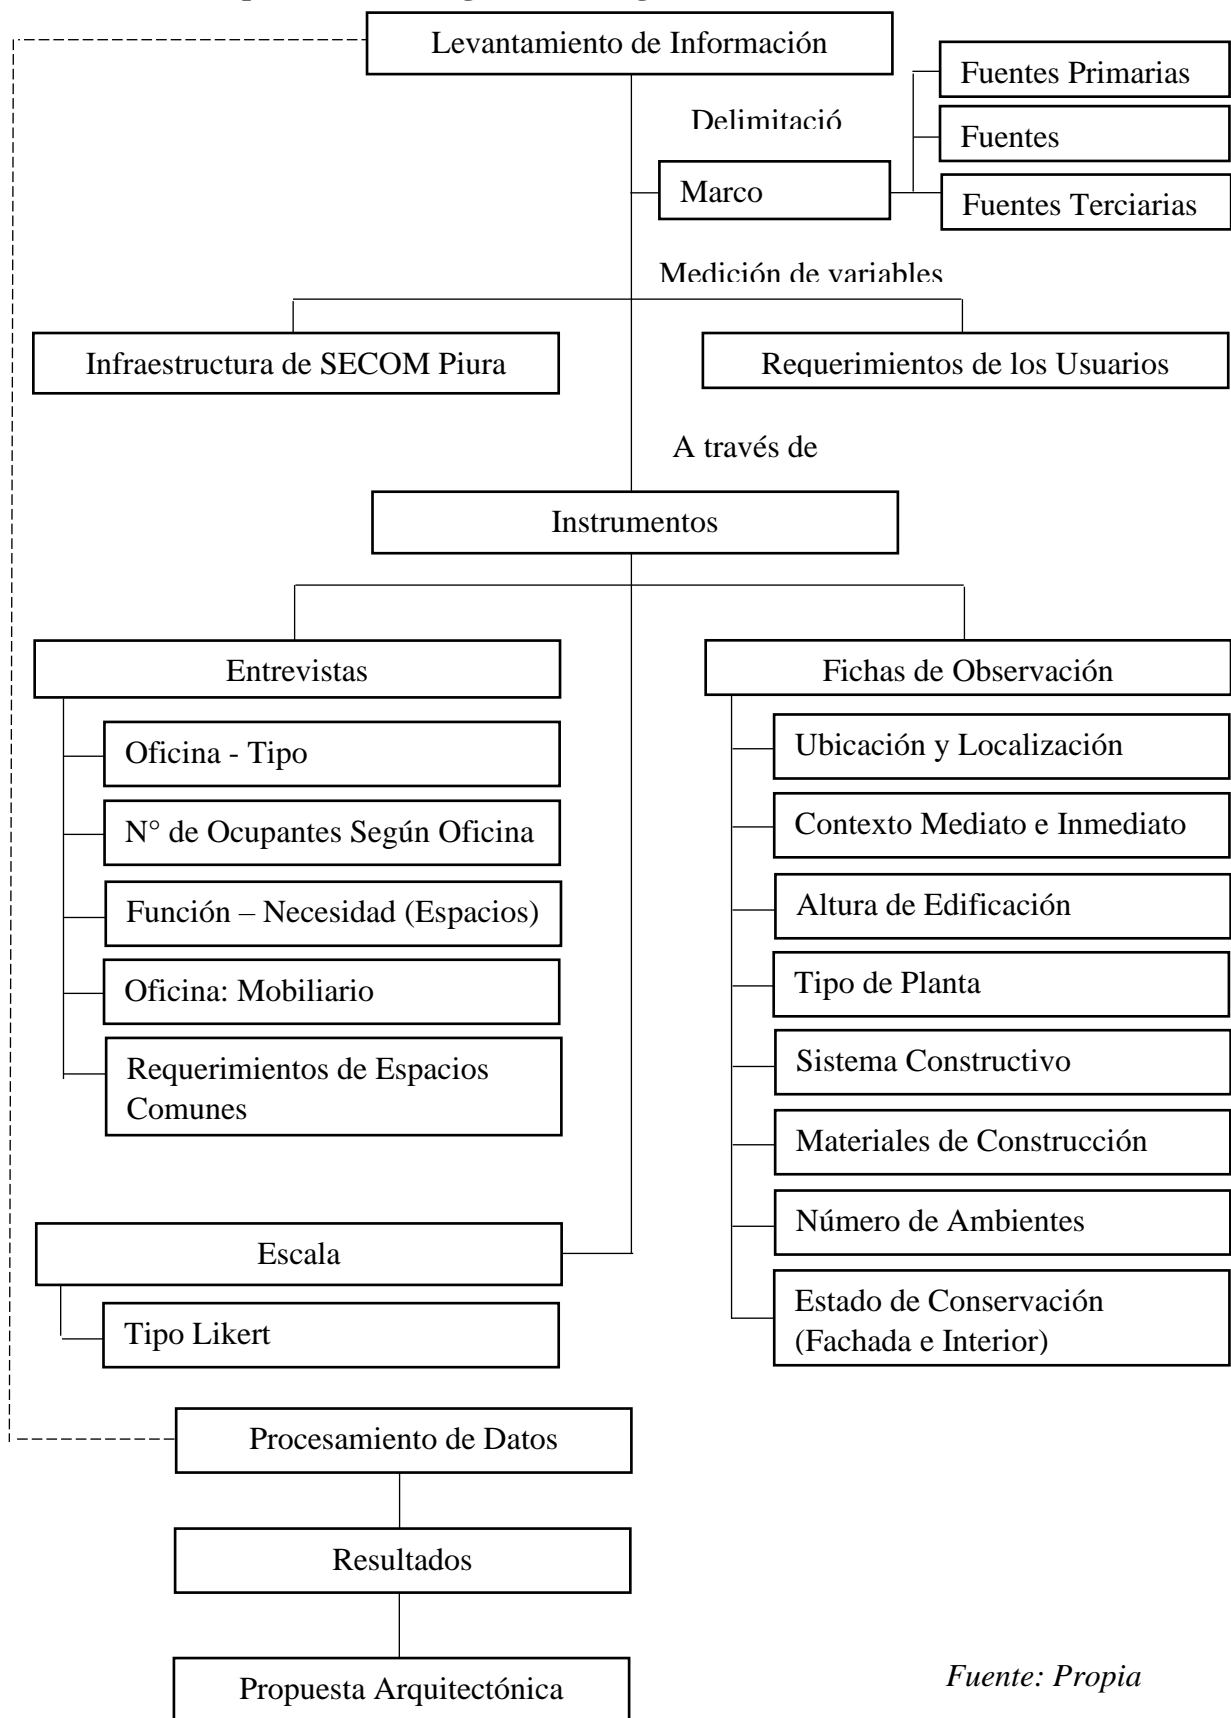 Levantamiento de Información
Fuentes Primarias
Delimitació
Fuentes
Marco
Fuentes Terciarias
Medición de variables
Infraestructura de SECOM Piura
Requerimientos de los Usuarios
A través de
Instrumentos
Entrevistas
Oficina - Tipo
N° de Ocupantes Según Oficina
Función – Necesidad (Espacios)
Oficina: Mobiliario
Requerimientos de Espacios
Comunes
Fichas de Observación
Ubicación y Localización
Contexto Mediato e Inmediato
Altura de Edificación
Tipo de Planta
Sistema Constructivo
Materiales de Construcción
Número de Ambientes
Estado de Conservación
(Fachada e Interior)
Escala
Tipo Likert
Procesamiento de Datos
Resultados
Propuesta Arquitectónica
Fuente: Propia